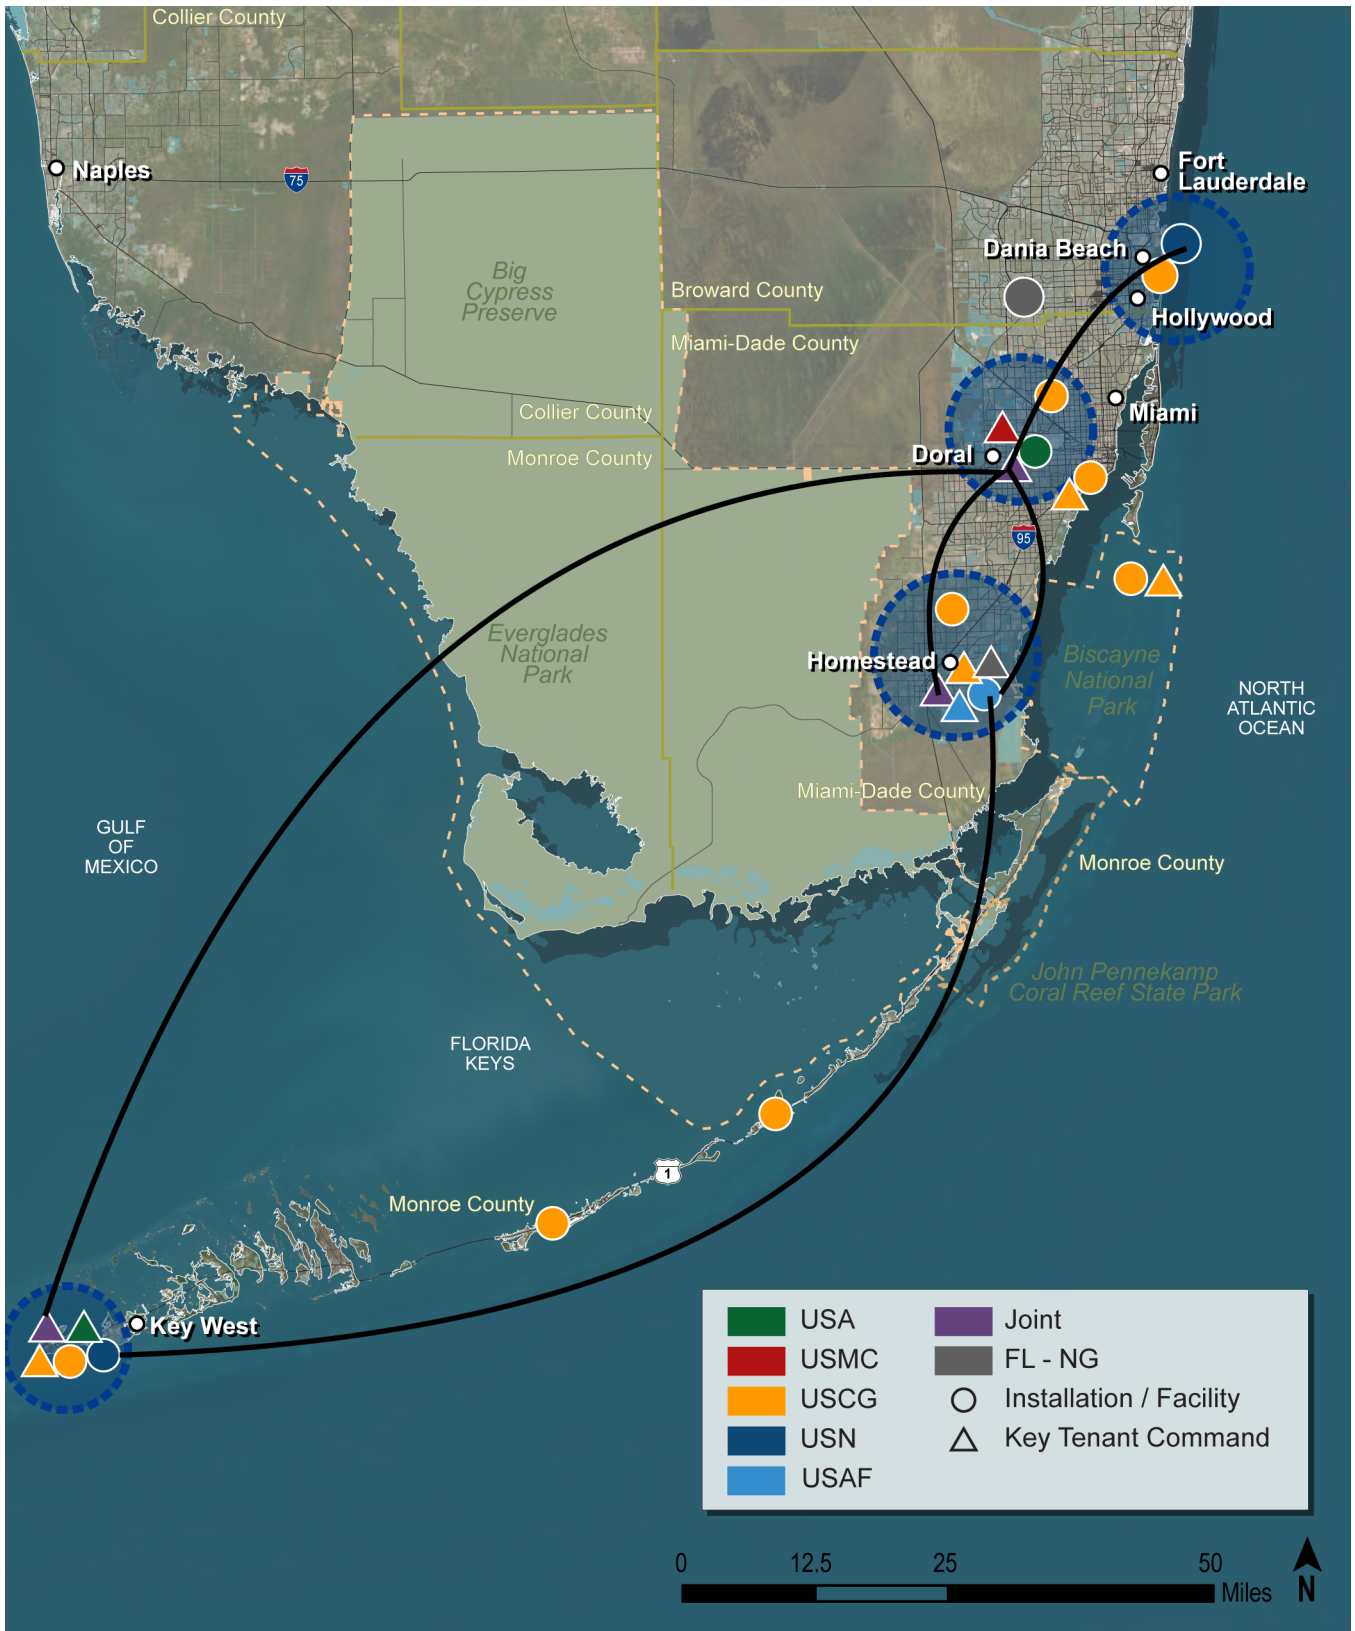 Collier County
Naples
75
Fort
Lauderdale
Dania Beach
Big
Cypress
Preserve
Broward County
Hollywood
Miami-Dade County
Collier County
Miami
Monroe County
Doral
95
Everglades
National
Park
Homestead
Biscayne
National
Park
NORTH
ATLANTIC
OCEAN
Miami-Dade County
GULF
OF
MEXICO
Monroe County
John Pennekamp
Coral Reef State Park
FLORIDA
KEYS
1
Monroe County
Key West
USA
USMC
USCG
USN
USAF
Joint
FL - NG
Installation / Facility
Key Tenant Command
0 12.5 25 50
Miles
N